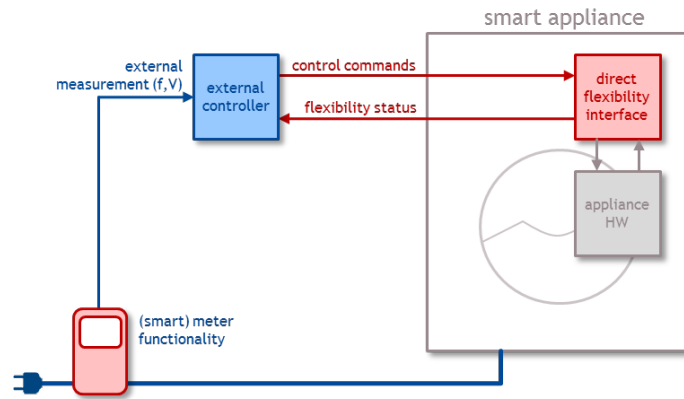 smart appliance
external
measurement (f,V)
external
controller
control commands
flexibility status
direct
flexibility
interface
appliance
HW
(smart) meter
functionality